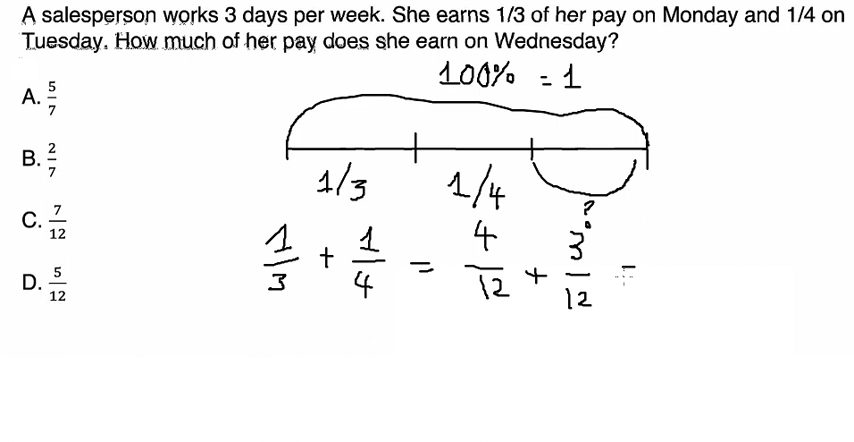 A salesperson works 3 days per week. She earns 1/3 of her pay on Monday and 1/4 on
Tuesday. How much of her pay does she earn on Wednesday?
100% = 1
A. 5/7
B. 2/7
1/3 1/4 ?
C. 7/12
1/3 + 1/4 = 4/12 + 3/12 =
D. 5/12